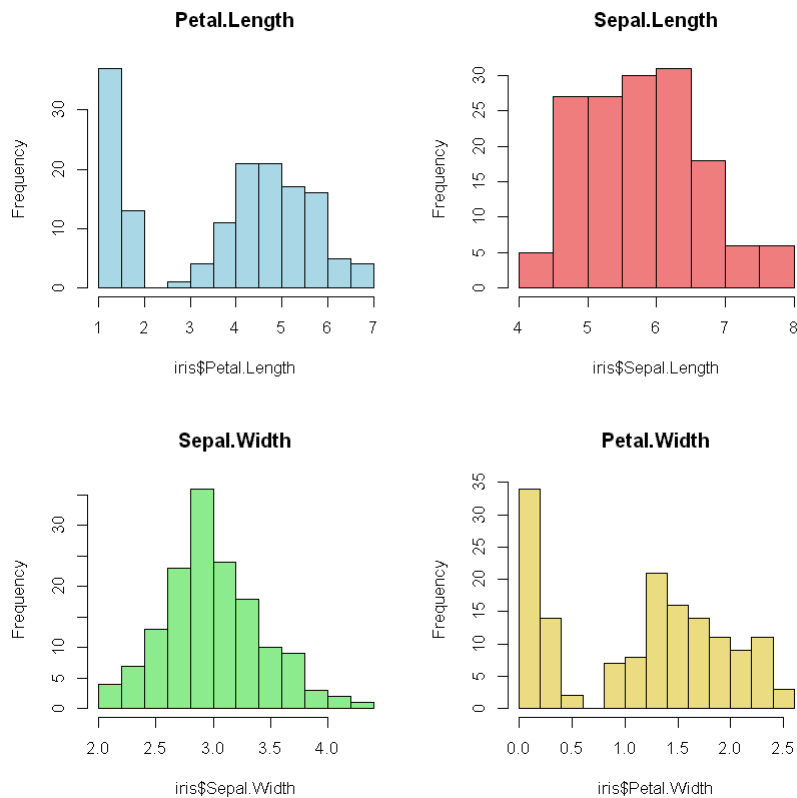 Petal.Length
Frequency
0 10 20 30
1 2 3 4 5 6 7
iris$Petal.Length
Sepal.Length
Frequency
0 5 10 15 20 25 30
4 5 6 7 8
iris$Sepal.Length
Sepal.Width
Frequency
0 5 10 20 30
2.0 2.5 3.0 3.5 4.0
iris$Sepal.Width
Petal.Width
Frequency
0 5 10 15 20 25 30 35
0.0 0.5 1.0 1.5 2.0 2.5
iris$Petal.Width